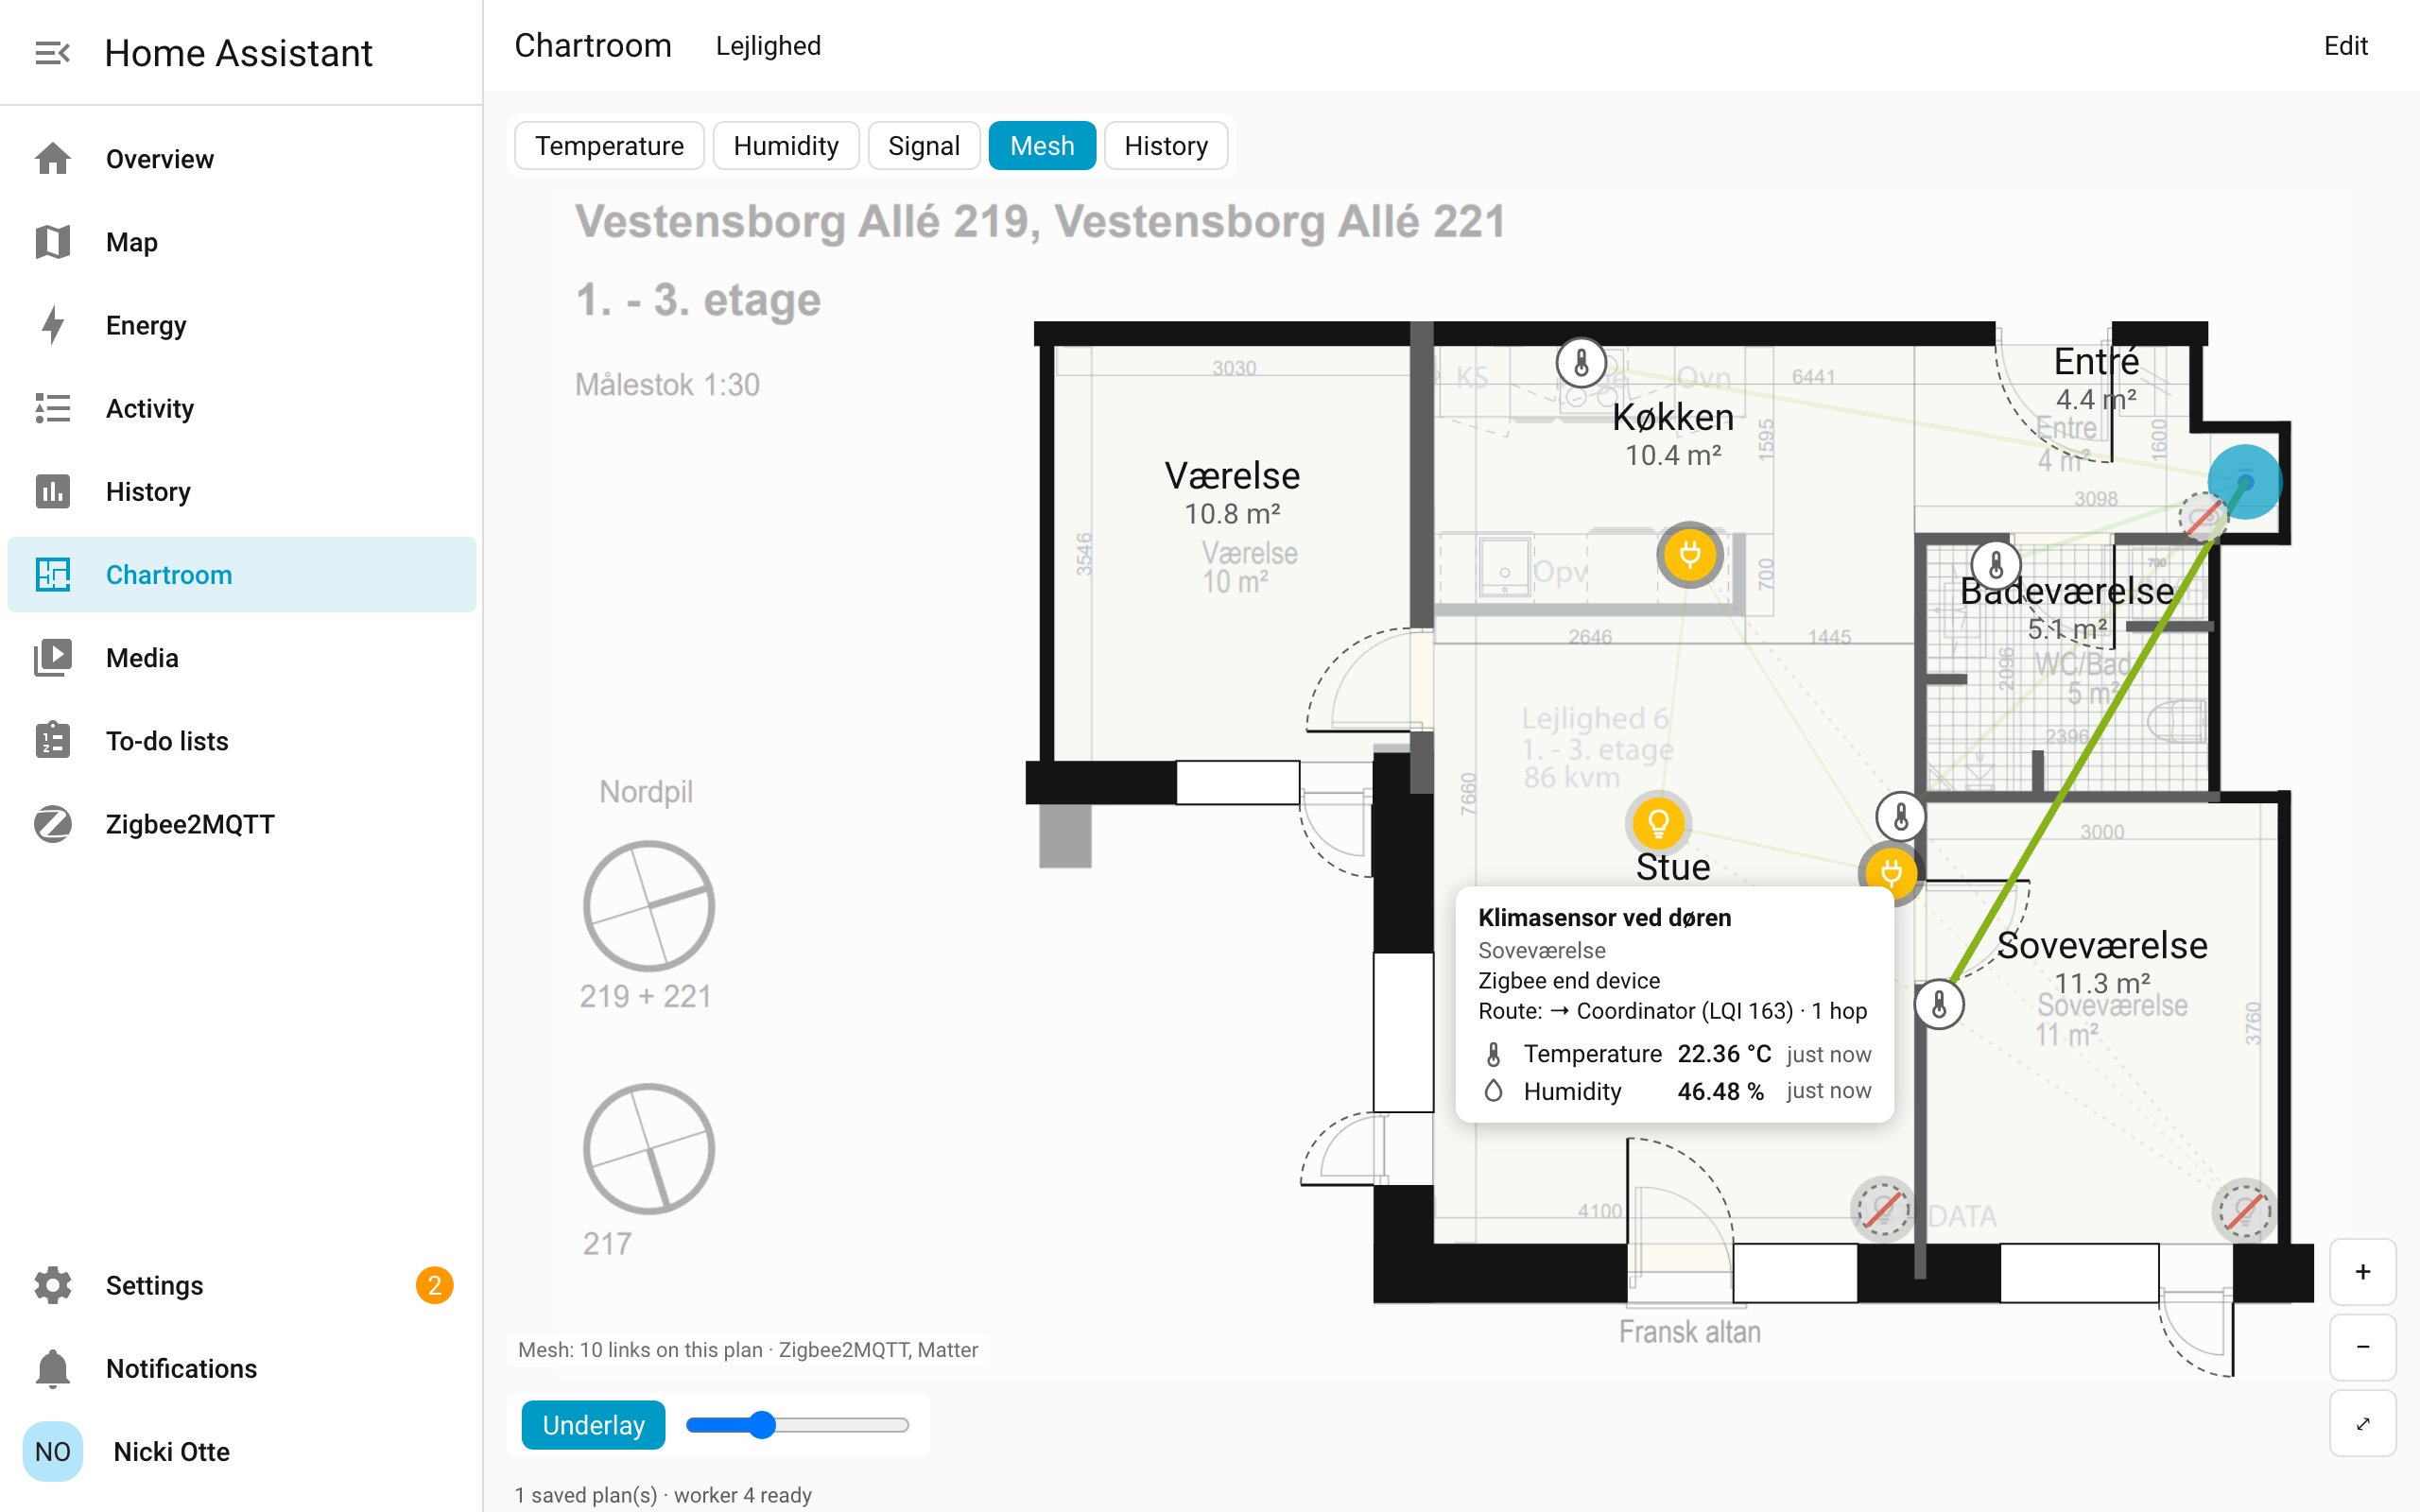 Home Assistant
Overview
Map
Energy
Activity
History
Chartroom
Media
To-do lists
Zigbee2MQTT
Settings
2
Notifications
NO
Nicki Otte
Chartroom
Lejlighed
Edit
Temperature
Humidity
Signal
Mesh
History
Vestensborg Allé 219, Vestensborg Allé 221
1. - 3. etage
Målestok 1:30
3030
KS
Ovn
6441
Entré
4.4 m²
Entre
4 m²
1600
Køkken
10.4 m²
1595
Værelse
10.8 m²
Værelse
10 m²
3546
3098
Opv
700
700
Badeværelse
5.1 m²
2646
1445
WC/Bad
5 m²
2096
2396
Lejlighed 6
1. - 3. etage
86 kvm
7660
Nordpil
219 + 221
217
3000
Stue
Soveværelse
11.3 m²
Soveværelse
11 m²
3760
Klimasensor ved døren
Soveværelse
Zigbee end device
Route: → Coordinator (LQI 163) · 1 hop
Temperature 22.36 °C just now
Humidity 46.48 % just now
4100
DATA
Fransk altan
+
−
Mesh: 10 links on this plan · Zigbee2MQTT, Matter
Underlay
1 saved plan(s) · worker 4 ready